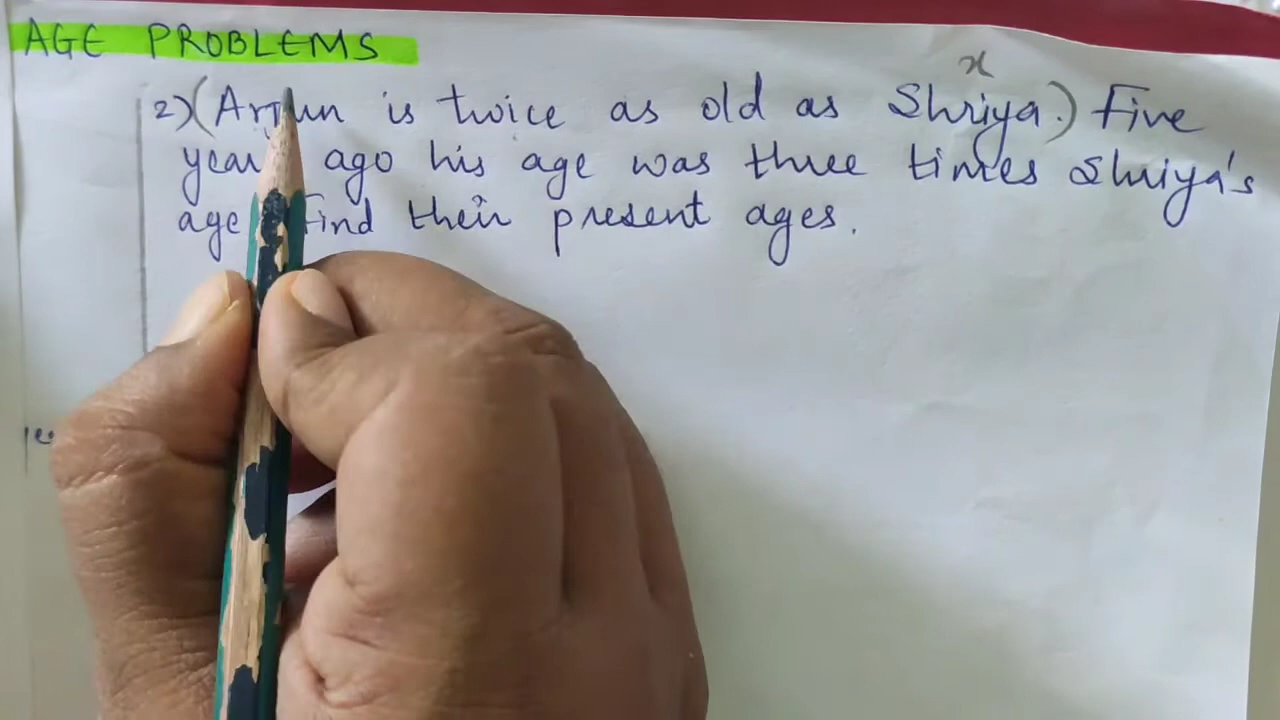 AGE PROBLEMS
x
2) (Arjun is twice as old as Shriya.) Five
ago his age was three times Shriya's
age find their present ages.